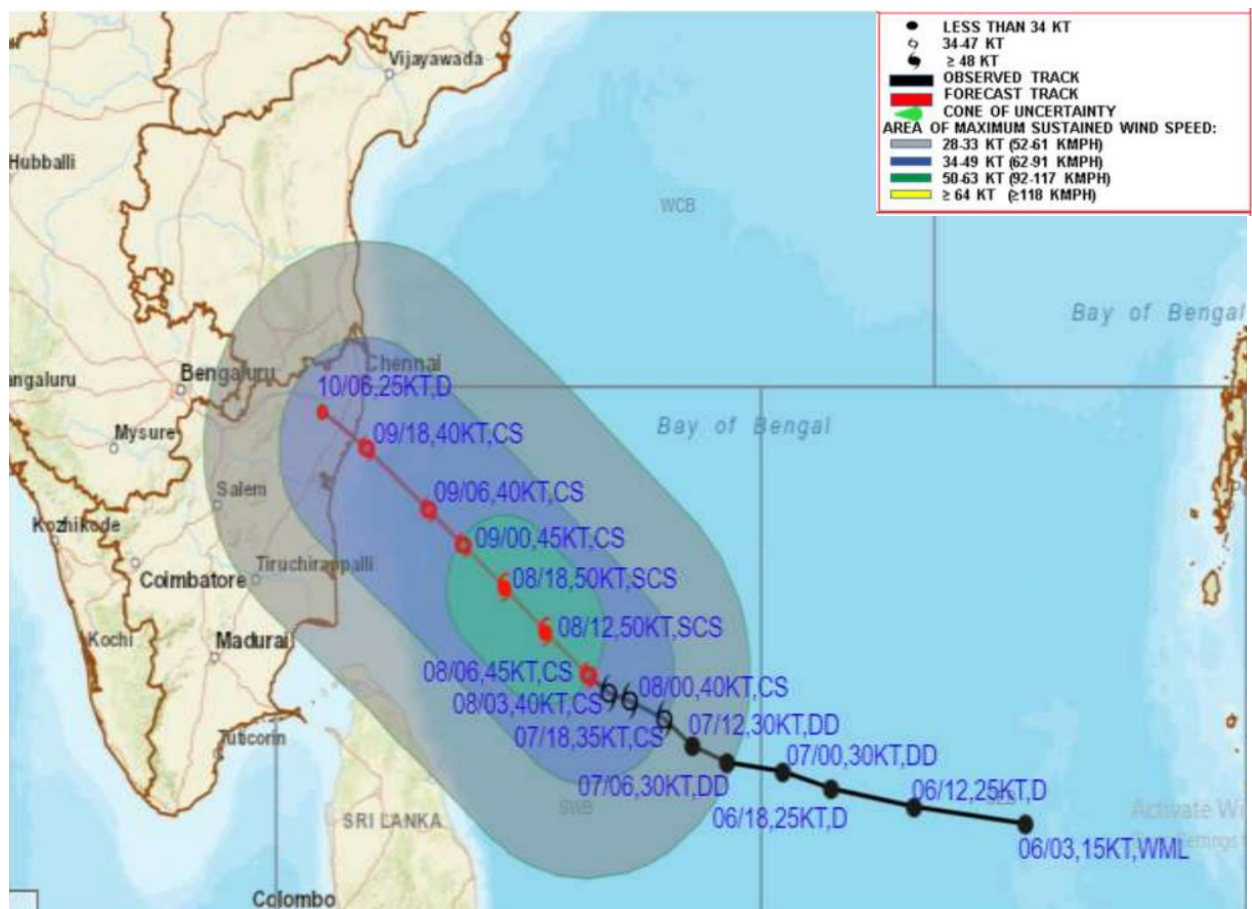 LESS THAN 34 KT
34-47 KT
≥ 48 KT
OBSERVED TRACK
FORECAST TRACK
CONE OF UNCERTAINTY
AREA OF MAXIMUM SUSTAINED WIND SPEED:
28-33 KT (52-61 KMPH)
34-49 KT (62-91 KMPH)
50-63 KT (92-117 KMPH)
≥ 64 KT (≥118 KMPH)
Vijayawada
Hubballi
WCB
Bay of Bengal
Chennai
Bengaluru
angaluru
10/06,25KT,D
Bay of Bengal
Mysure
09/18,40KT,CS
Salem
09/06,40KT,CS
Kozhikode
09/00,45KT,CS
Coimbatore
Tiruchirappalli
08/18,50KT,SCS
Kochi
Madurai
08/12,50KT,SCS
08/06,45KT,CS
08/00,40KT,CS
08/03,40KT,CS
07/18,35KT,CS
07/12,30KT,DD
Tuticorin
07/00,30KT,DD
07/06,30KT,DD
06/12,25KT,D
SWB
06/18,25KT,D
SRI LANKA
Activate Wi
06/03,15KT,WML
Colombo